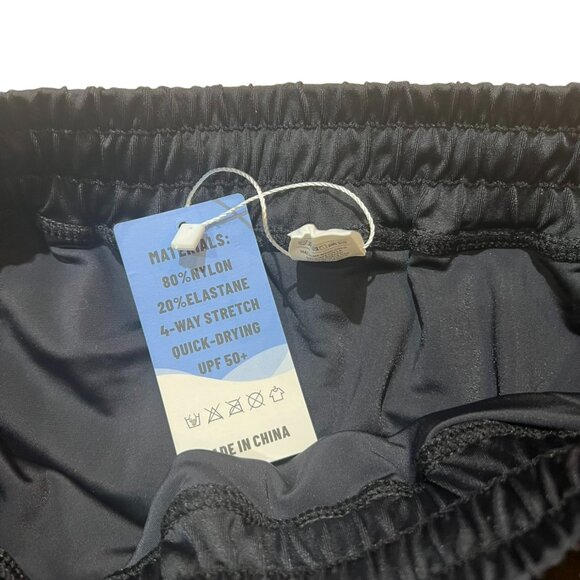 MATERIALS:
80%NYLON
20%ELASTANE
4-WAY STRETCH
QUICK-DRYING
UPF 50+
DE IN CHINA